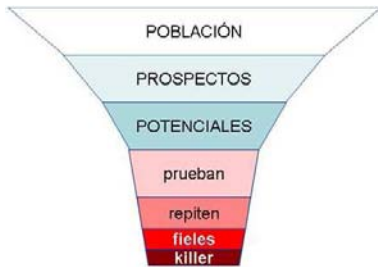 POBLACIÓN
PROSPECTOS
POTENCIALES
prueban
repiten
fieles
killer